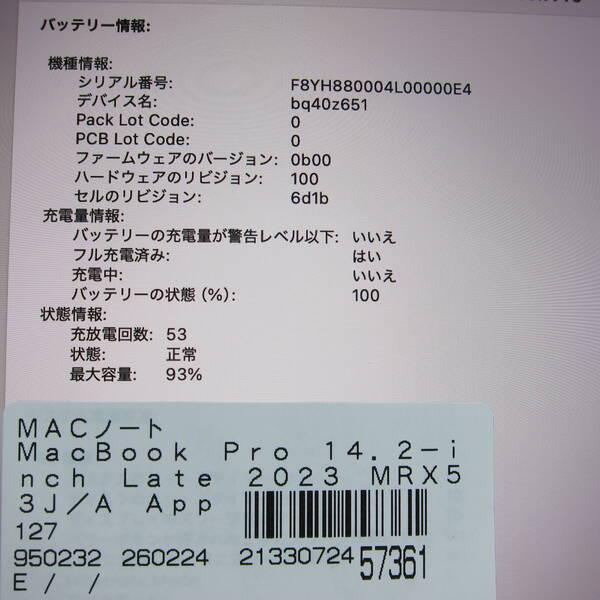 バッテリー情報:
機種情報:
シリアル番号: F8YH880004L00000E4
デバイス名: bq40z651
Pack Lot Code: 0
PCB Lot Code: 0
ファームウェアのバージョン: 0b00
ハードウェアのリビジョン: 100
セルのリビジョン: 6d1b
充電量情報:
バッテリーの充電量が警告レベル以下: いいえ
フル充電済み: はい
充電中: いいえ
バッテリーの状態（%）: 100
状態情報:
充放電回数: 53
状態: 正常
最大容量: 93%
MACノート
MacBook Pro 14.2−i
nch Late 2023 MRX5
3J／A App
127
950232 260224 21330724 57361
E / /